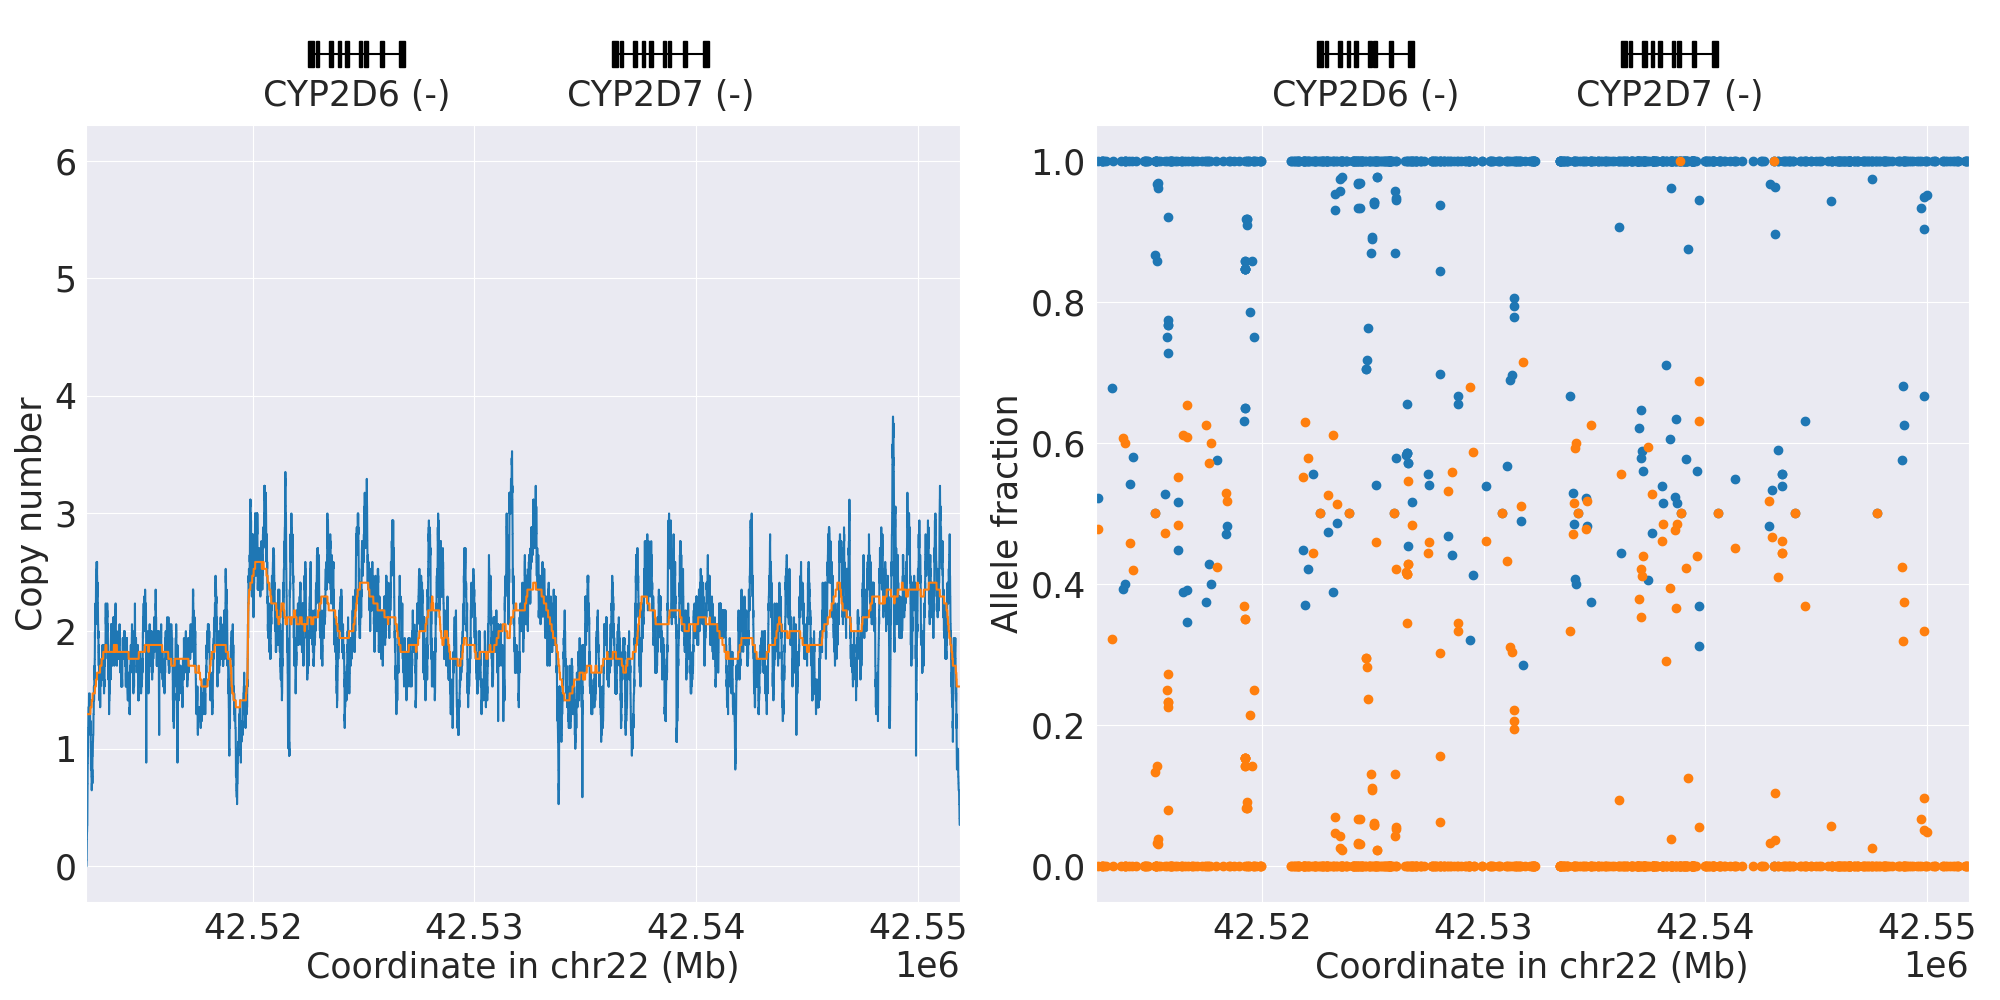 CYP2D6 (-)
CYP2D7 (-)
6
5
4
3
2
1
0
Copy number
42.52
42.53
42.54
42.55
Coordinate in chr22 (Mb)
1e6
CYP2D6 (-)
CYP2D7 (-)
1.0
0.8
0.6
0.4
0.2
0.0
Allele fraction
42.52
42.53
42.54
42.55
Coordinate in chr22 (Mb)
1e6